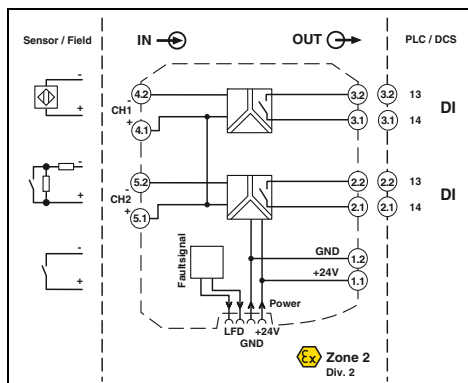 Sensor / Field
IN
OUT
PLC / DCS
-
+
4.2
-
CH1
+
4.1
3.2
3.2
13
3.1
3.1
14
DI
-
+
5.2
-
CH2
+
5.1
2.2
2.2
13
2.1
2.1
14
DI
-
+
Faultsignal
GND
1.2
+24V
1.1
Power
LFD
+24V
GND
Ex
Zone 2
Div. 2